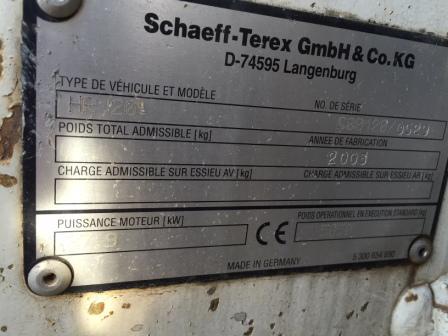 Schaeff-Terex GmbH & Co. KG
D-74595 Langenburg
TYPE DE VÉHICULE ET MODÈLE
NO. DE SÉRIE
POIDS TOTAL ADMISSIBLE [kg]
ANNÉE DE FABRICATION
CHARGE ADMISSIBLE SUR ESSIEU AV [kg]
CHARGE ADMISSIBLE SUR ESSIEU AR [kg]
PUISSANCE MOTEUR [kW]
POIDS OPÉRATIONNEL EN EXÉCUTION STANDARD [kg]
CE
MADE IN GERMANY